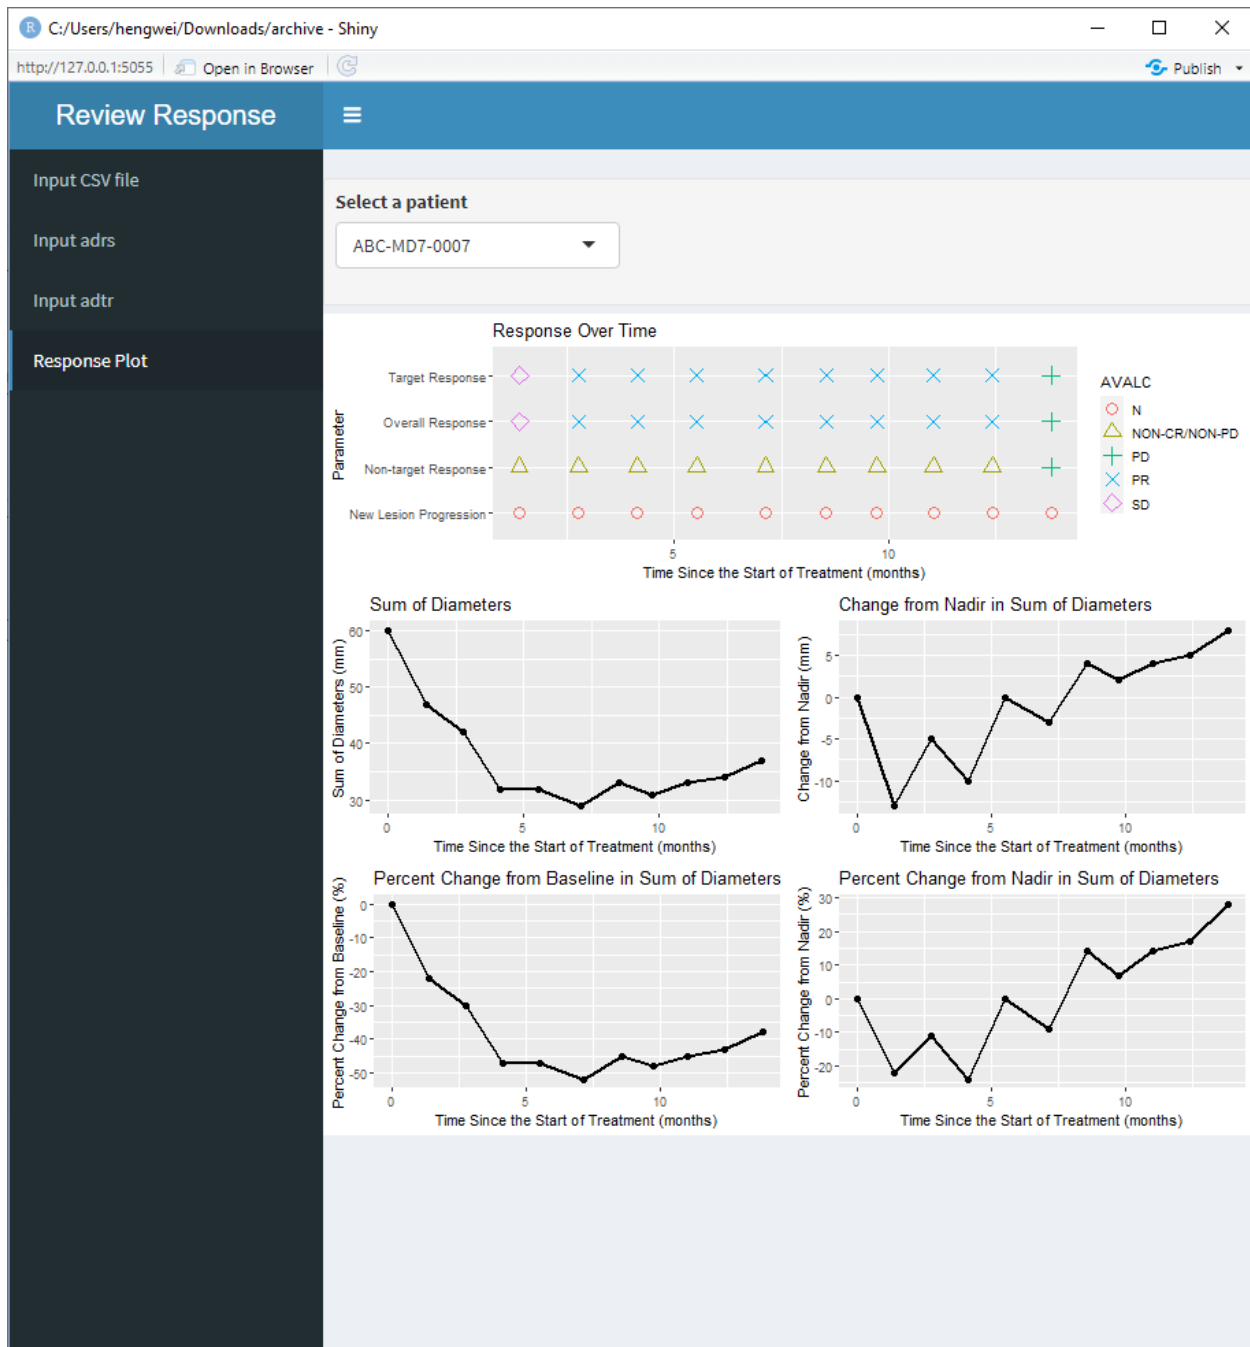 C:/Users/hengwei/Downloads/archive - Shiny
http://127.0.0.1:5055 Open in Browser Publish
Review Response
Input CSV file
Input adrs
Input adtr
Response Plot
Select a patient
ABC-MD7-0007
Response Over Time
Parameter
Target Response
Overall Response
Non-target Response
New Lesion Progression
5 10
Time Since the Start of Treatment (months)
AVALC
N
NON-CR/NON-PD
PD
PR
SD
Sum of Diameters
Sum of Diameters (mm)
60
50
40
30
0 5 10
Time Since the Start of Treatment (months)
Change from Nadir in Sum of Diameters
Change from Nadir (mm)
5
0
-5
-10
0 5 10
Time Since the Start of Treatment (months)
Percent Change from Baseline in Sum of Diameters
Percent Change from Baseline (%)
0
-10
-20
-30
-40
-50
0 5 10
Time Since the Start of Treatment (months)
Percent Change from Nadir in Sum of Diameters
Percent Change from Nadir (%)
30
20
10
0
-10
-20
0 5 10
Time Since the Start of Treatment (months)